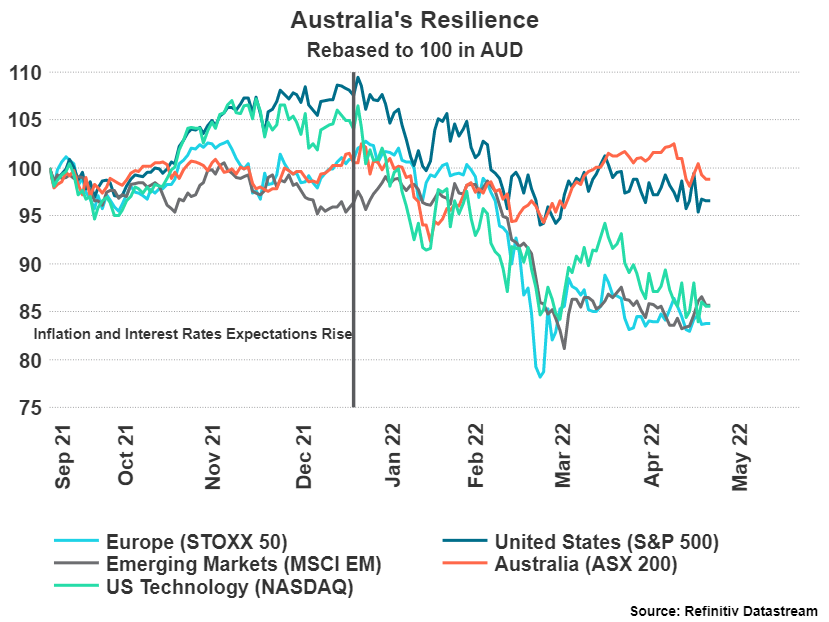 Australia's Resilience
Rebased to 100 in AUD
110
105
100
95
90
85
Inflation and Interest Rates Expectations Rise
80
75
Sep 21
Oct 21
Nov 21
Dec 21
Jan 22
Feb 22
Mar 22
Apr 22
May 22
Europe (STOXX 50)
United States (S&P 500)
Emerging Markets (MSCI EM)
Australia (ASX 200)
US Technology (NASDAQ)
Source: Refinitiv Datastream